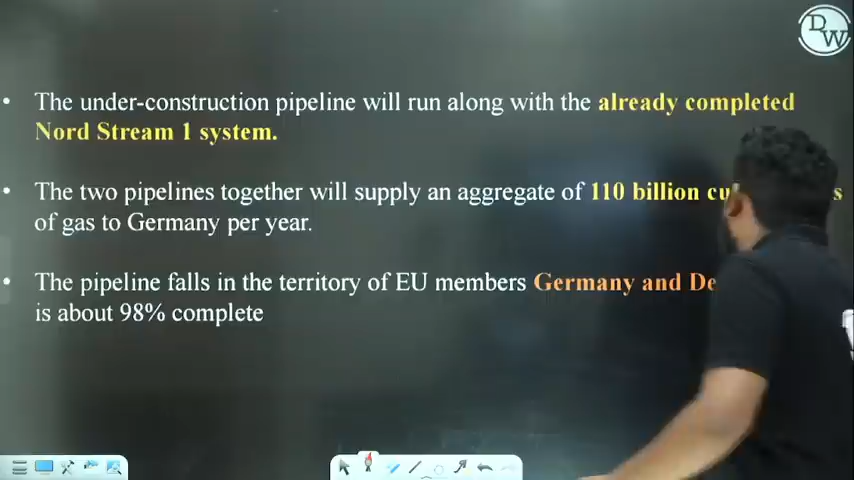 DW
• The under-construction pipeline will run along with the already completed
Nord Stream 1 system.
• The two pipelines together will supply an aggregate of 110 billion
of gas to Germany per year.
• The pipeline falls in the territory of EU members Germany and
is about 98% complete